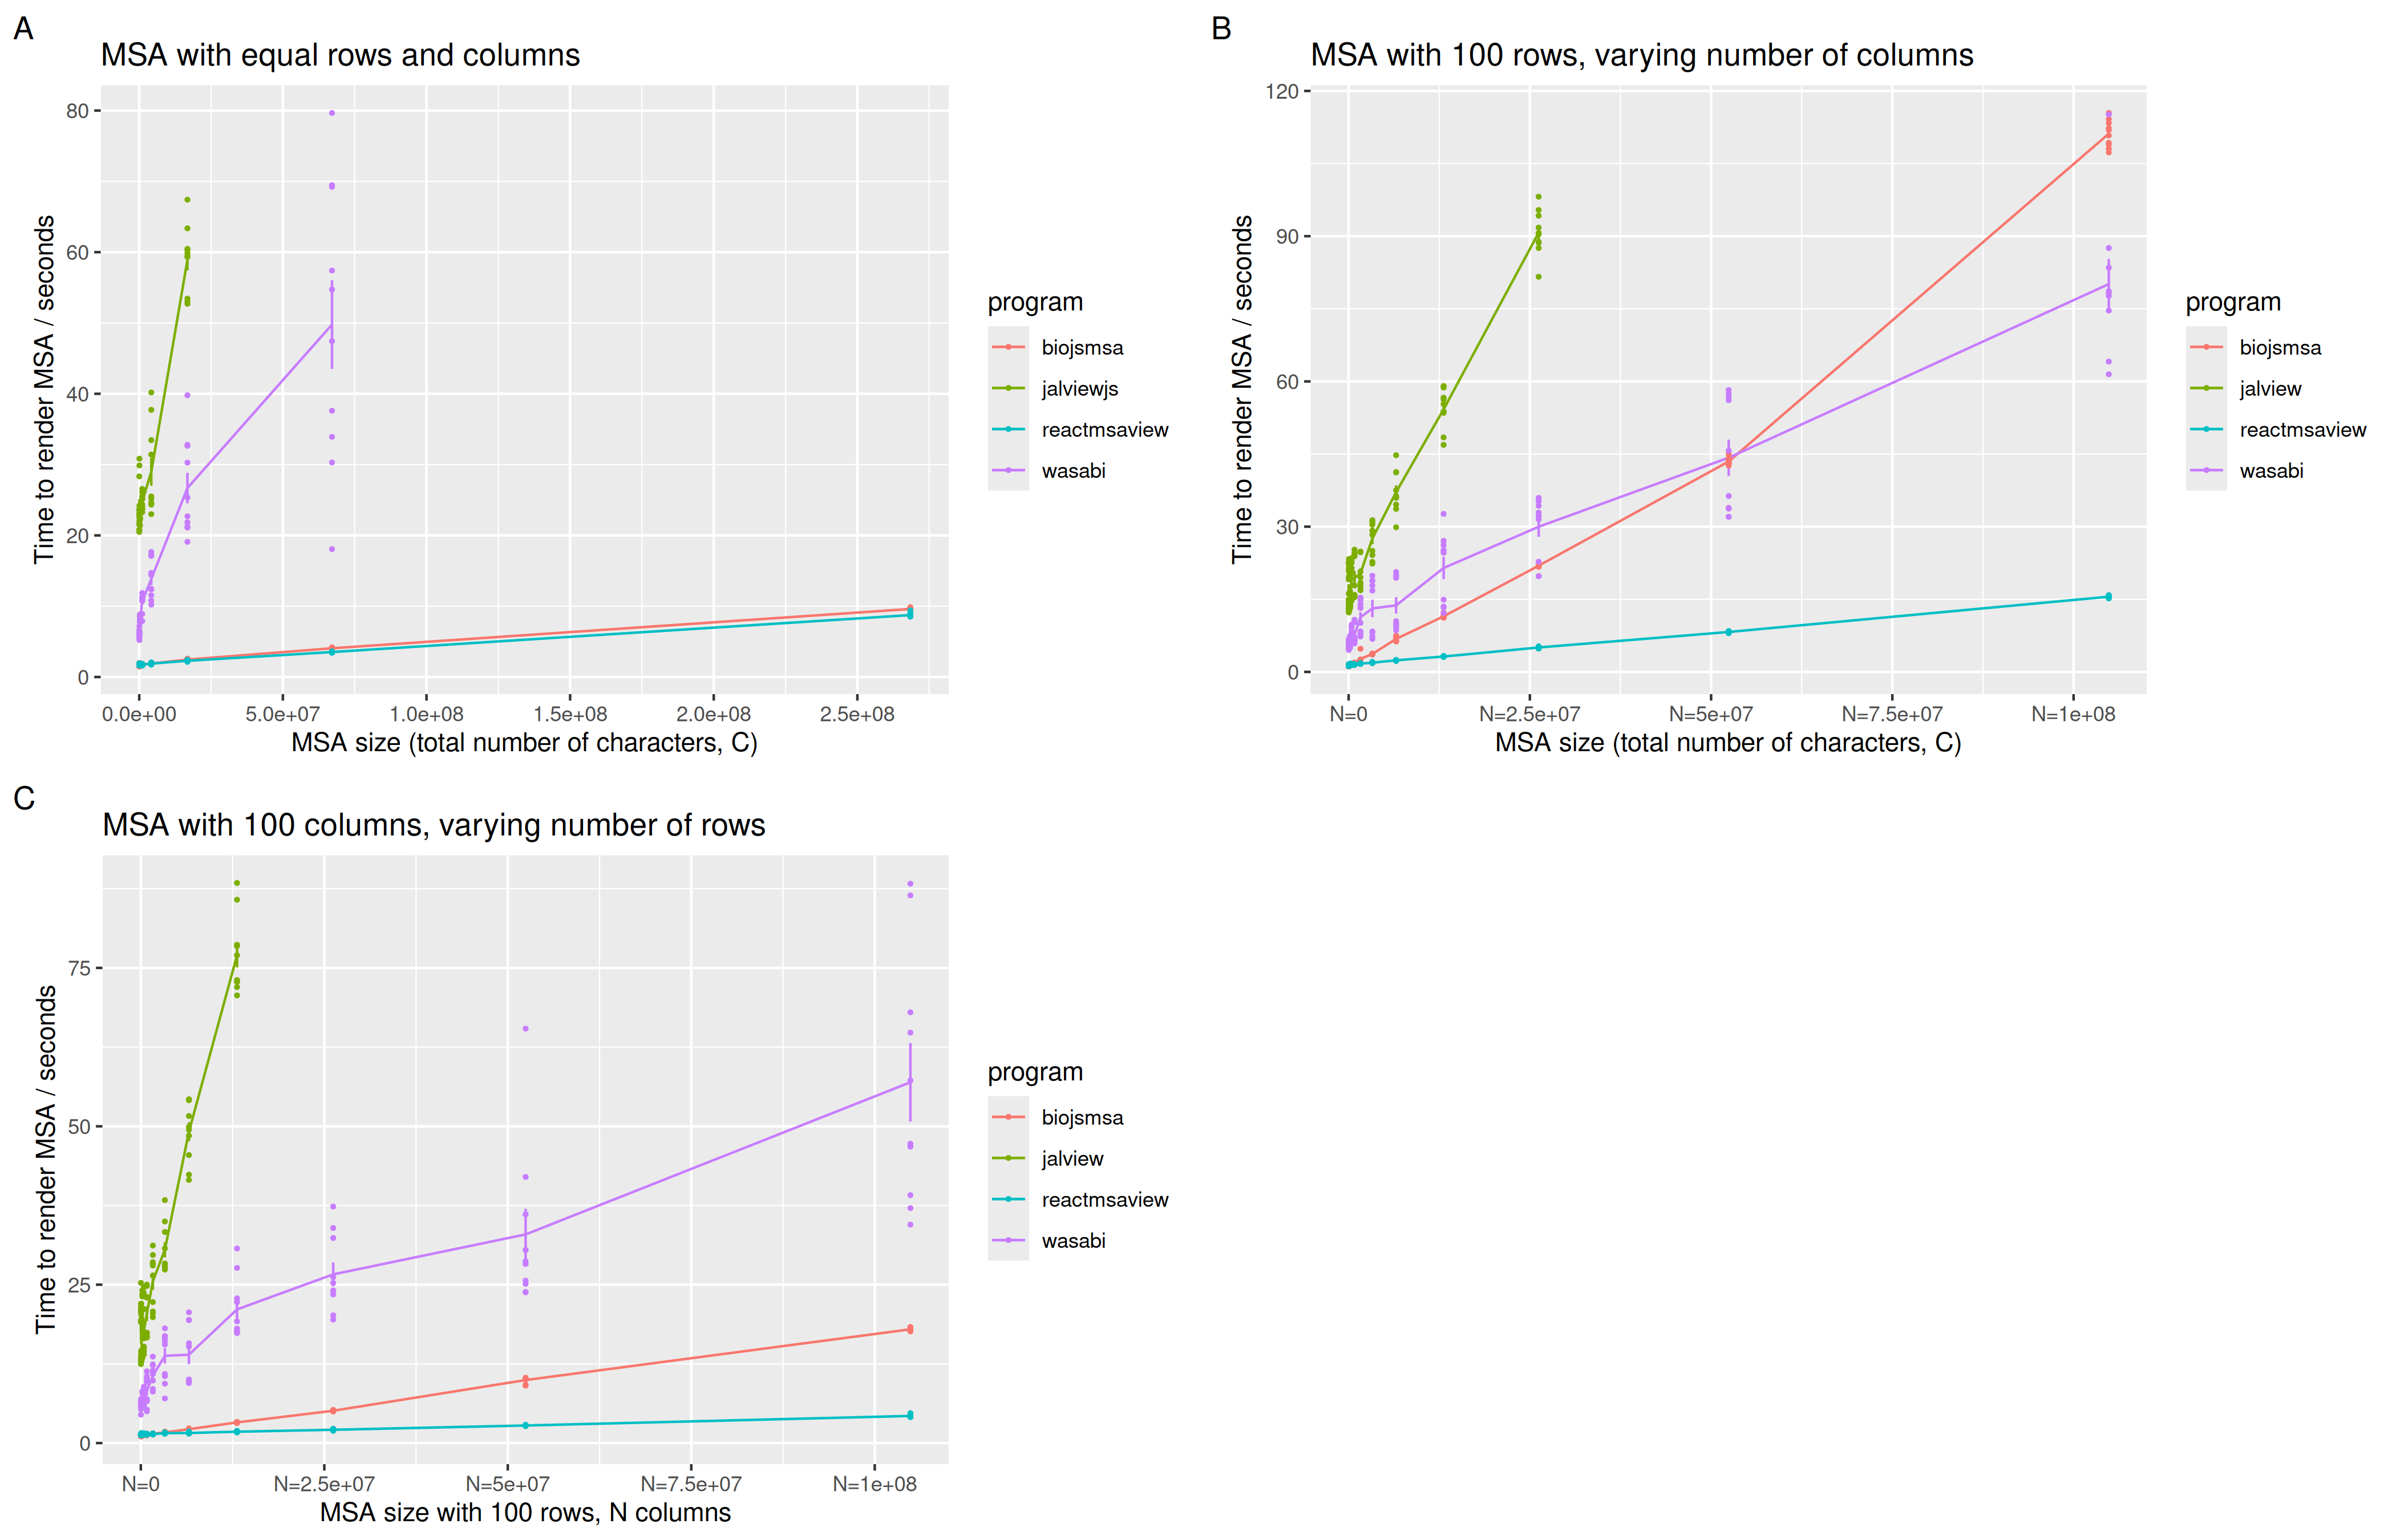 A
MSA with equal rows and columns
Time to render MSA / seconds
80
60
40
20
0
0.0e+00 5.0e+07 1.0e+08 1.5e+08 2.0e+08 2.5e+08
MSA size (total number of characters, C)
program
biojsmsa
jalviewjs
reactmsaview
wasabi
B
MSA with 100 rows, varying number of columns
Time to render MSA / seconds
120
90
60
30
0
N=0 N=2.5e+07 N=5e+07 N=7.5e+07 N=1e+08
MSA size (total number of characters, C)
program
biojsmsa
jalview
reactmsaview
wasabi
C
MSA with 100 columns, varying number of rows
Time to render MSA / seconds
75
50
25
0
N=0 N=2.5e+07 N=5e+07 N=7.5e+07 N=1e+08
MSA size with 100 rows, N columns
program
biojsmsa
jalview
reactmsaview
wasabi